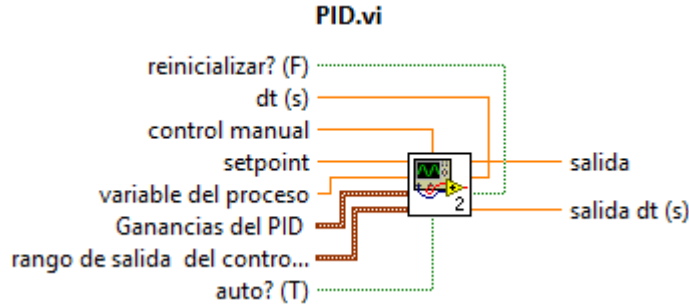 PID.vi
reinicializar? (F)
dt (s)
control manual
setpoint
variable del proceso
Ganancias del PID
rango de salida del contro...
auto? (T)
salida
salida dt (s)
2